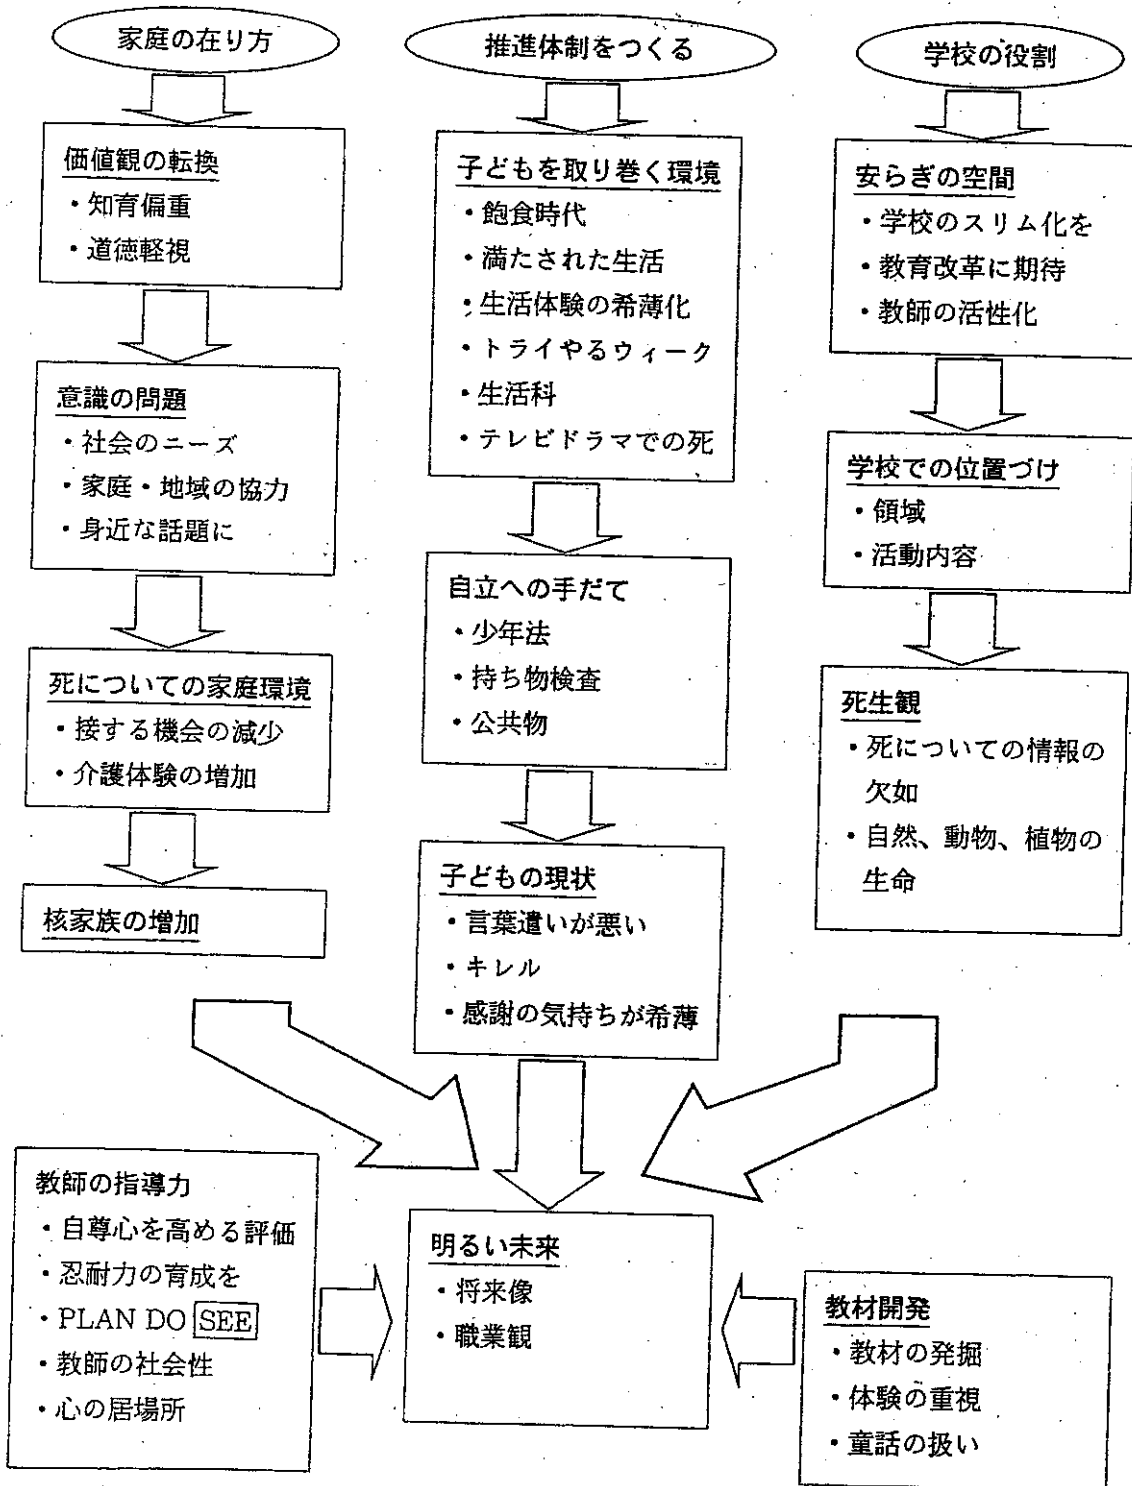 家庭の在り方
価値観の転換
・知育偏重
・道徳軽視
意識の問題
・社会のニーズ
・家庭・地域の協力
・身近な話題に
死についての家庭環境
・接する機会の減少
・介護体験の増加
核家族の増加
推進体制をつくる
子どもを取り巻く環境
・飽食時代
・満たされた生活
・生活体験の希薄化
・トライやるウィーク
・生活科
・テレビドラマでの死
自立への手だて
・少年法
・持ち物検査
・公共物
子どもの現状
・言葉遣いが悪い
・キレル
・感謝の気持ちが希薄
学校の役割
安らぎの空間
・学校のスリム化を
・教育改革に期待
・教師の活性化
学校での位置づけ
・領域
・活動内容
死生観
・死についての情報の
欠如
・自然、動物、植物の
生命
教師の指導力
・自尊心を高める評価
・忍耐力の育成を
・PLAN DO SEE
・教師の社会性
・心の居場所
明るい未来
・将来像
・職業観
教材開発
・教材の発掘
・体験の重視
・童話の扱い